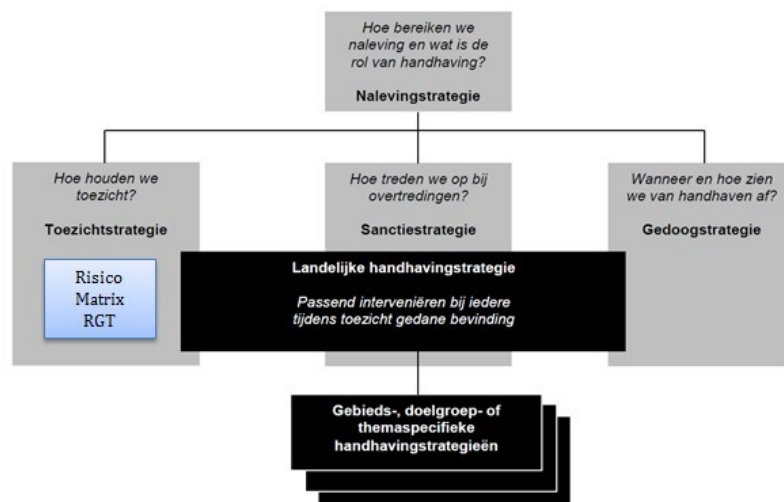 Hoe bereiken we
naleving en wat is de
rol van handhaving?
Nalevingstrategie
Hoe houden we
toezicht?
Toezichtstrategie
Risico
Matrix
RGT
Hoe treden we op bij
overtredingen?
Sanctiestrategie
Wanneer en hoe zien
we van handhaven af?
Gedoogstrategie
Landelijke handhavingstrategie
Passend interveniëren bij iedere
tijdens toezicht gedane bevinding
Gebieds-, doelgroep- of
themaspecifieke
handhavingstrategieën